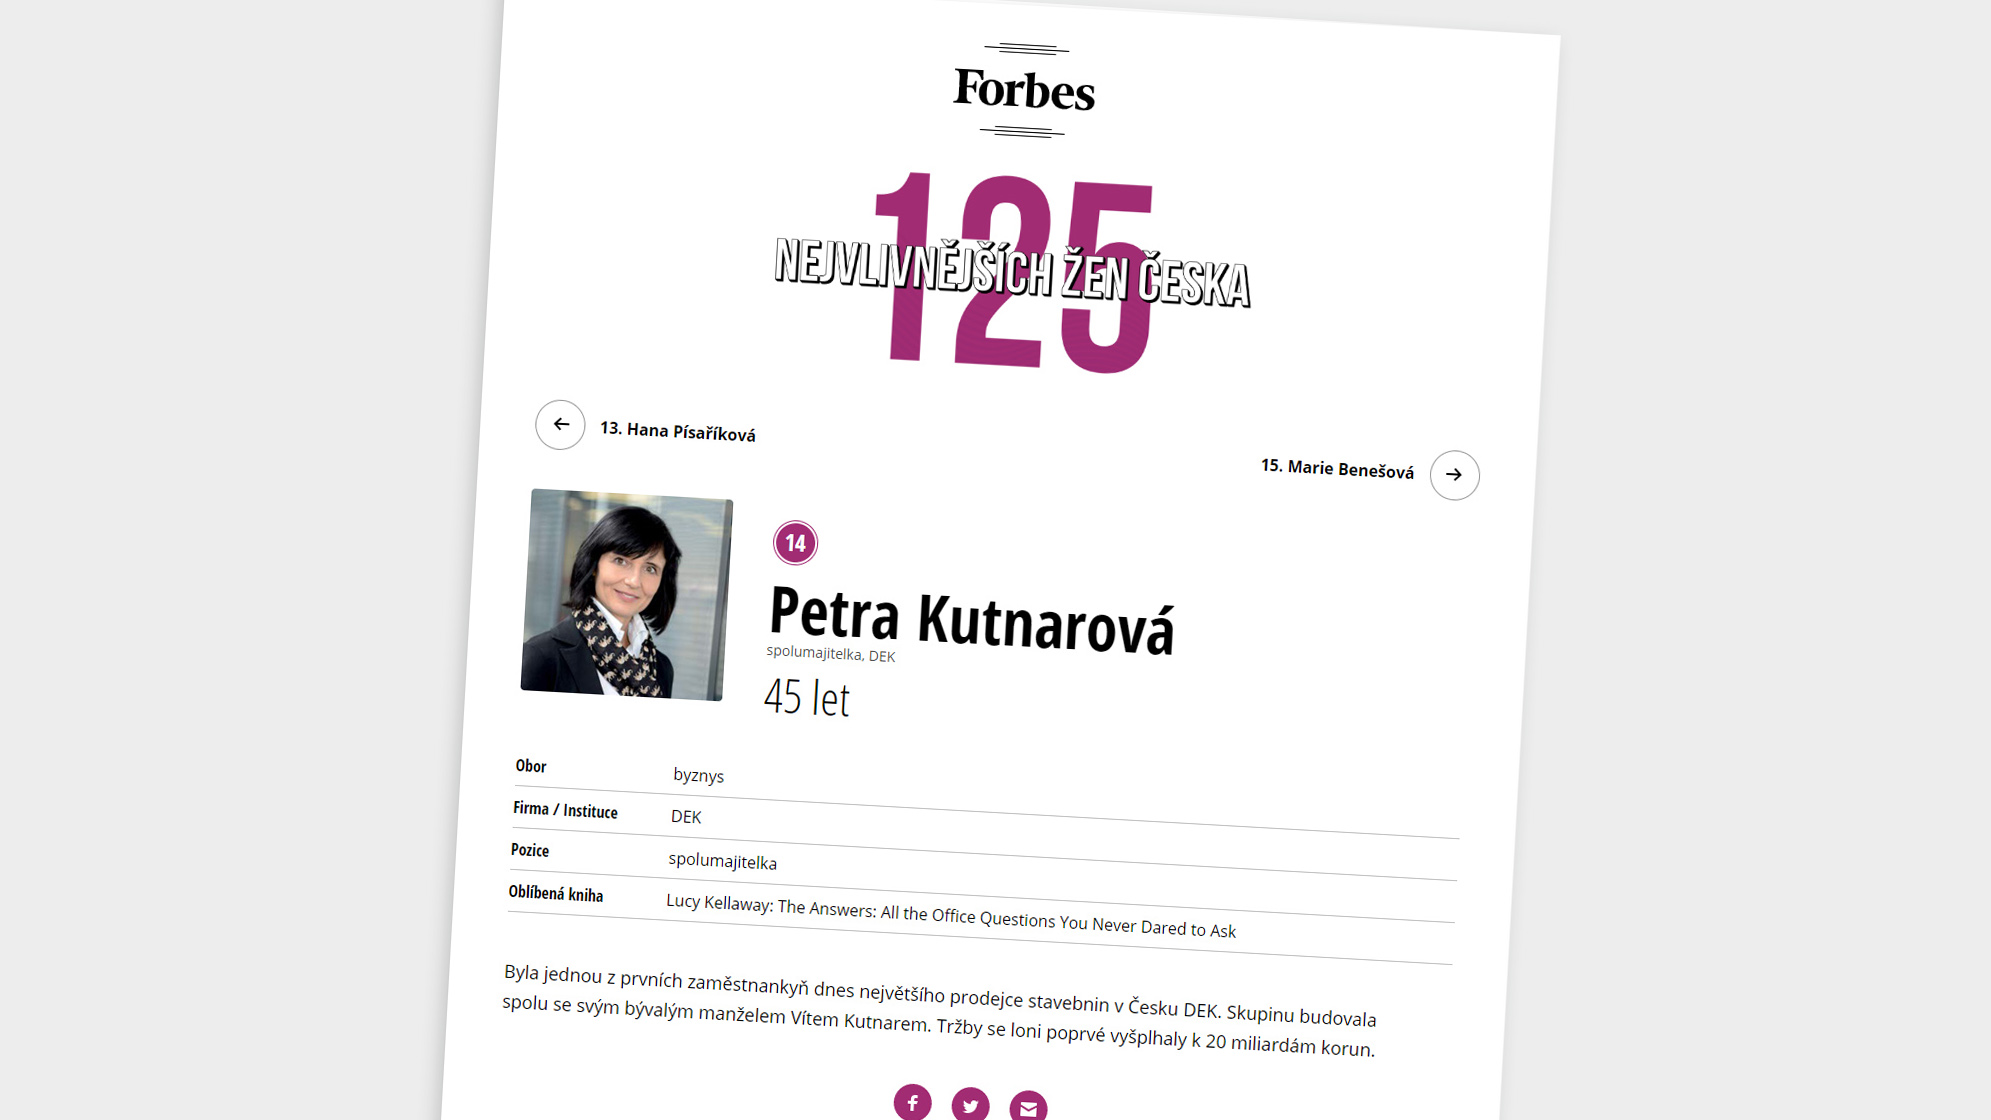 Forbes
125
NEJVLIVNĚJŠÍCH ŽEN ČESKA
13. Hana Písaříková
15. Marie Benešová
14
Petra Kutnarová
spolumajitelka, DEK
45 let
Obor byznys
Firma / Instituce DEK
Pozice spolumajitelka
Oblíbená kniha Lucy Kellaway: The Answers: All the Office Questions You Never Dared to Ask
Byla jednou z prvních zaměstnankyň dnes největšího prodejce stavebnin v Česku DEK. Skupinu budovala
spolu se svým bývalým manželem Vítem Kutnarem. Tržby se loni poprvé vyšplhaly k 20 miliardám korun.